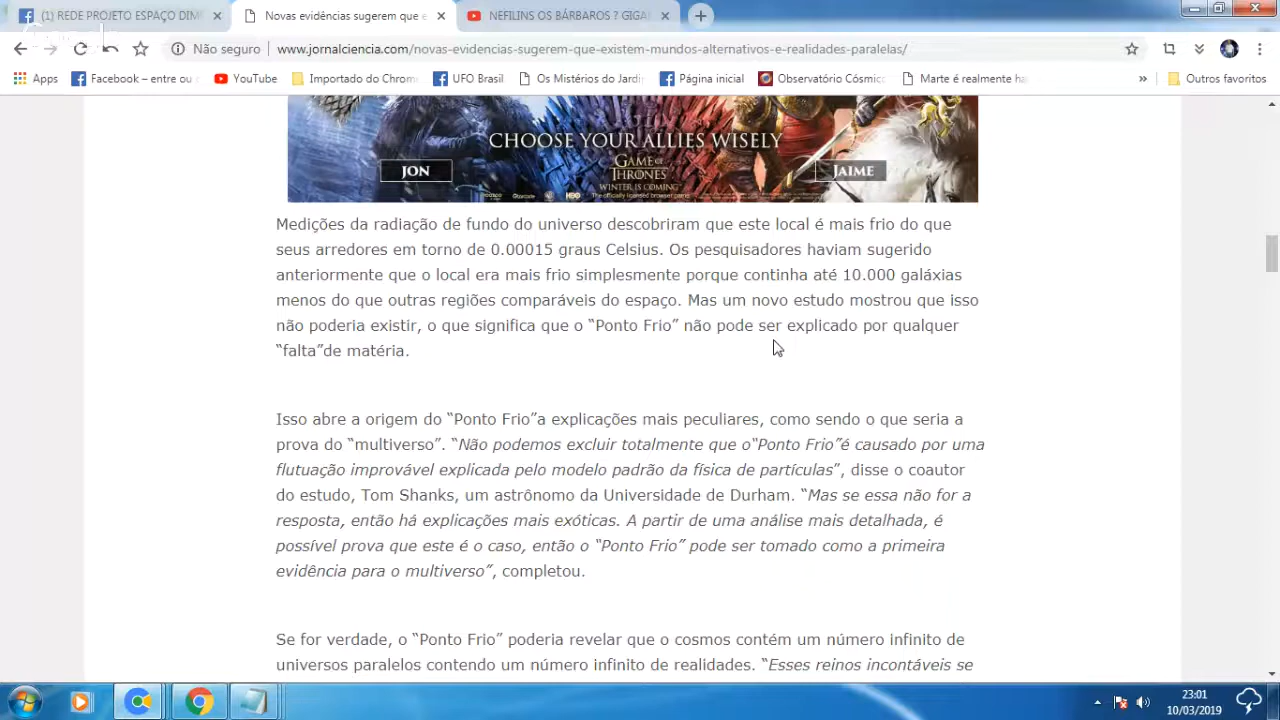 (1) REDE PROJETO ESPAÇO DIM
Novas evidências sugerem que e
NEFILINS OS BÁRBAROS ? GIGA
Não seguro
www.jornalciencia.com/novas-evidencias-sugerem-que-existem-mundos-alternativos-e-realidades-paralelas/
Apps
Facebook – entre ou
YouTube
Importado do Chrom
UFO Brasil
Os Mistérios do Jardi
Página inicial
Observatório Cósmic
Marte é realmente ha
Outros favoritos
CHOOSE YOUR ALLIES WISELY
JON
GAME OF
THRONES
WINTER IS COMING
JAIME
Medições da radiação de fundo do universo descobriram que este local é mais frio do que
seus arredores em torno de 0.00015 graus Celsius. Os pesquisadores haviam sugerido
anteriormente que o local era mais frio simplesmente porque continha até 10.000 galáxias
menos do que outras regiões comparáveis do espaço. Mas um novo estudo mostrou que isso
não poderia existir, o que significa que o “Ponto Frio” não pode ser explicado por qualquer
“falta”de matéria.
Isso abre a origem do “Ponto Frio”a explicações mais peculiares, como sendo o que seria a
prova do “multiverso”. “Não podemos excluir totalmente que o“Ponto Frio”é causado por uma
flutuação improvável explicada pelo modelo padrão da física de partículas”, disse o coautor
do estudo, Tom Shanks, um astrônomo da Universidade de Durham. “Mas se essa não for a
resposta, então há explicações mais exóticas. A partir de uma análise mais detalhada, é
possível prova que este é o caso, então o “Ponto Frio” pode ser tomado como a primeira
evidência para o multiverso”, completou.
Se for verdade, o “Ponto Frio” poderia revelar que o cosmos contém um número infinito de
universos paralelos contendo um número infinito de realidades. “Esses reinos incontáveis se
23:01
10/03/2019